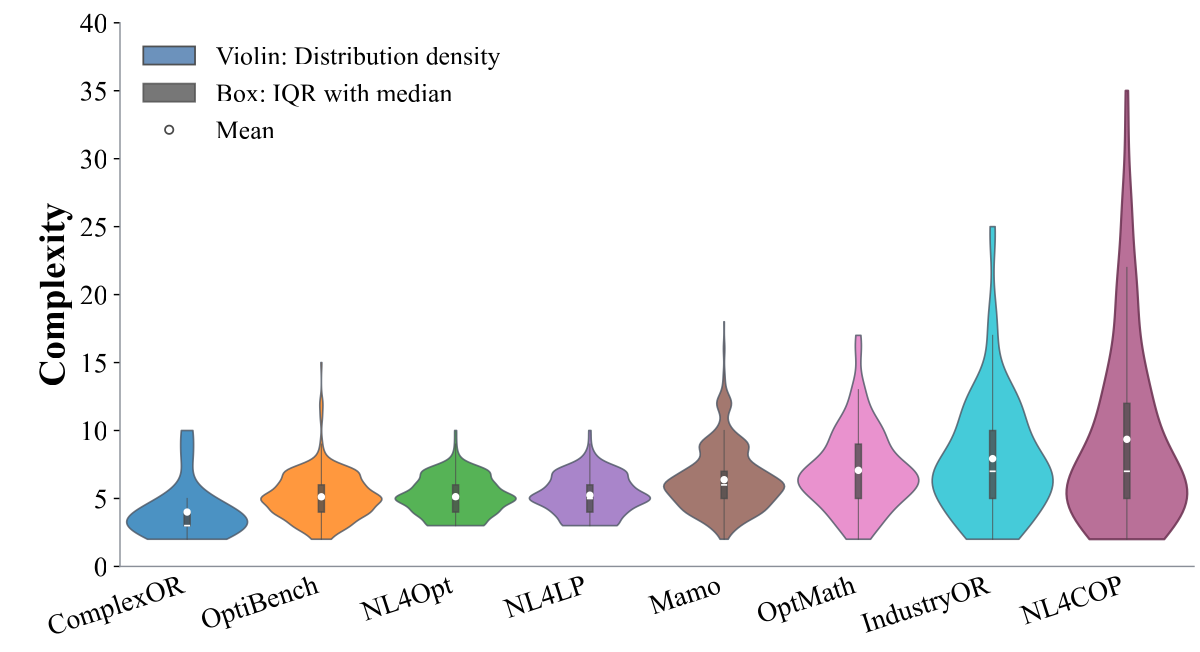 Complexity
40
35
30
25
20
15
10
5
0
Violin: Distribution density
Box: IQR with median
Mean
ComplexOR
OptiBench
NL4Opt
NL4LP
Mamo
OptMath
IndustryOR
NL4COP